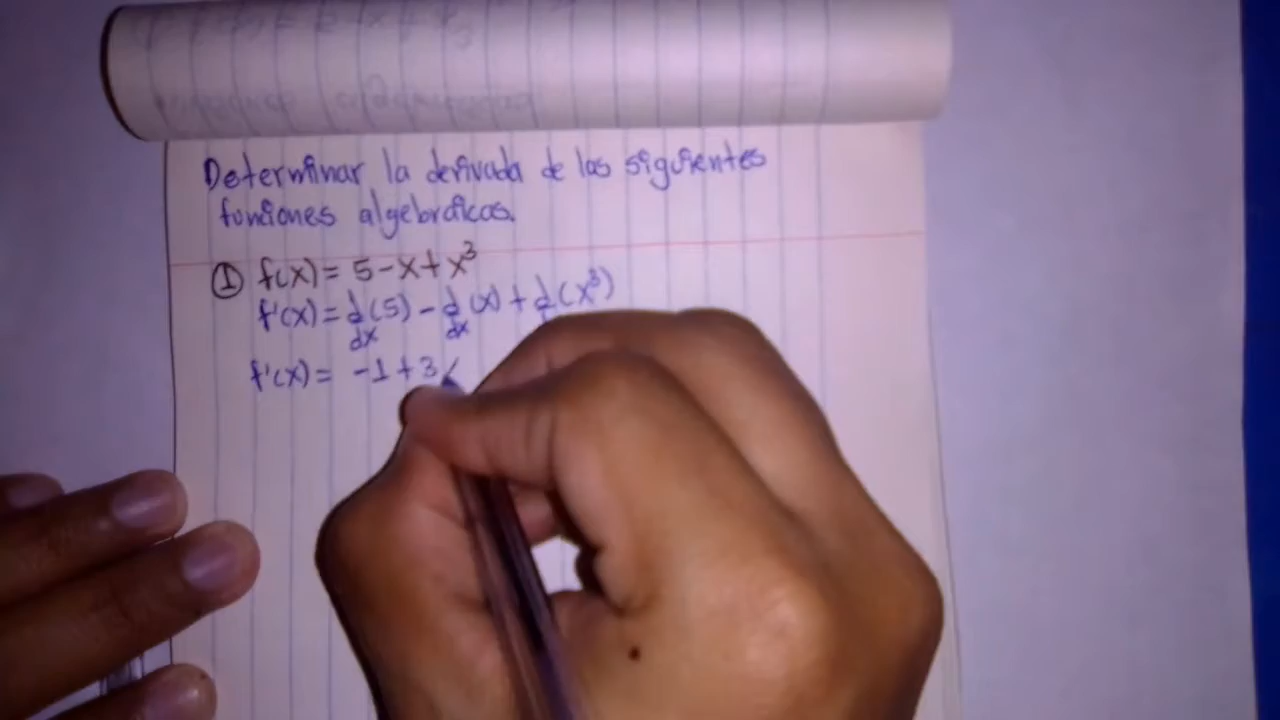 Determinar la derivada de las siguientes
funciones algebraicas.
① f(x) = 5 - x + x³
f'(x) = d/dx (5) - d/dx (x) + d (x³)
f'(x) = -1 + 3